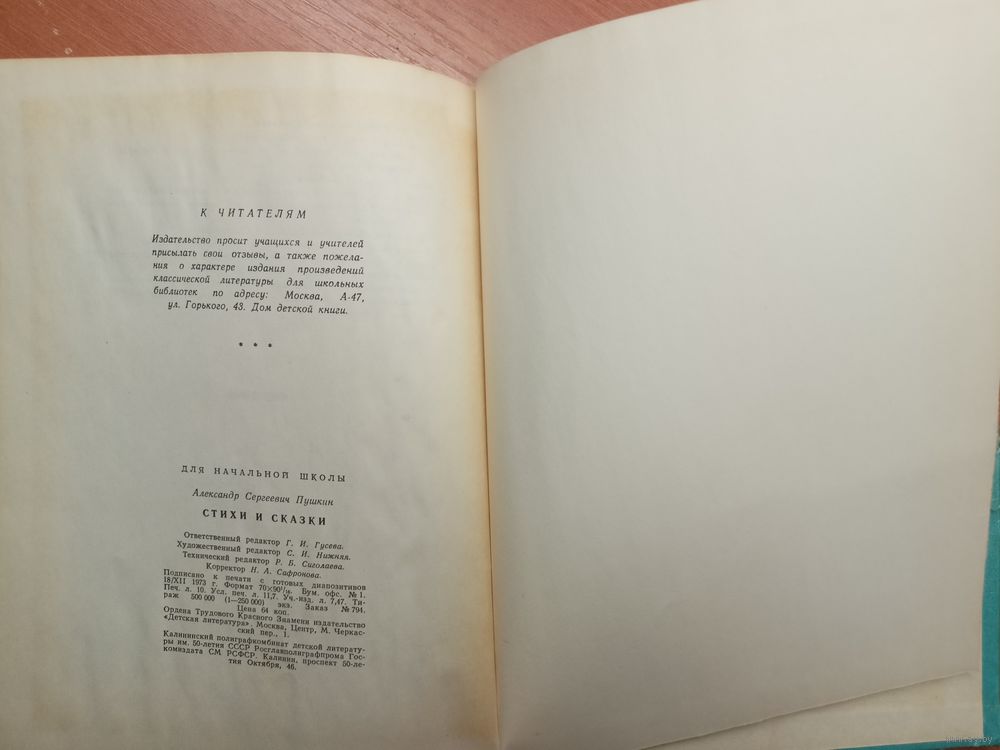 К ЧИТАТЕЛЯМ
Издательство просит учащихся и учителей
присылать свои отзывы, а также пожела-
ния о характере издания произведений
классической литературы для школьных
библиотек по адресу: Москва, А-47,
ул. Горького, 43. Дом детской книги.
* * *
ДЛЯ НАЧАЛЬНОЙ ШКОЛЫ
Александр Сергеевич Пушкин
СТИХИ И СКАЗКИ
Ответственный редактор Г. И. Гусева.
Художественный редактор С. И. Нижняя.
Технический редактор Р. Б. Сиголаева.
Корректор Н. А. Сафронова.
Подписано к печати с готовых диапозитивов
18/XII 1973 г. Формат 70×90¹/₁₆. Бум. офс. № 1.
Печ. л. 10. Усл. печ. л. 11,7. Уч.-изд. л. 7,47. Ти-
раж 500 000 (1—250 000) экз. Заказ № 794.
Цена 64 коп.
Ордена Трудового Красного Знамени издательство
«Детская литература». Москва, Центр, М. Черкас-
ский пер., 1.
Калининский полиграфкомбинат детской литерату-
ры им. 50-летия СССР Росглавполиграфпрома Гос-
комиздата СМ РСФСР. Калинин, проспект 50-ле-
тия Октября, 46.